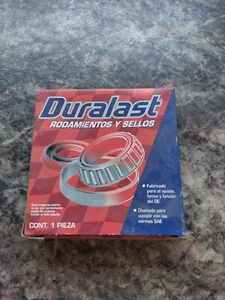 Duralast
RODAMIENTOS Y SELLOS
• Fabricado
para el ajuste,
forma y función
del OE
• Diseñado para
cumplir con las
normas SAE
CONT. 1 PIEZA